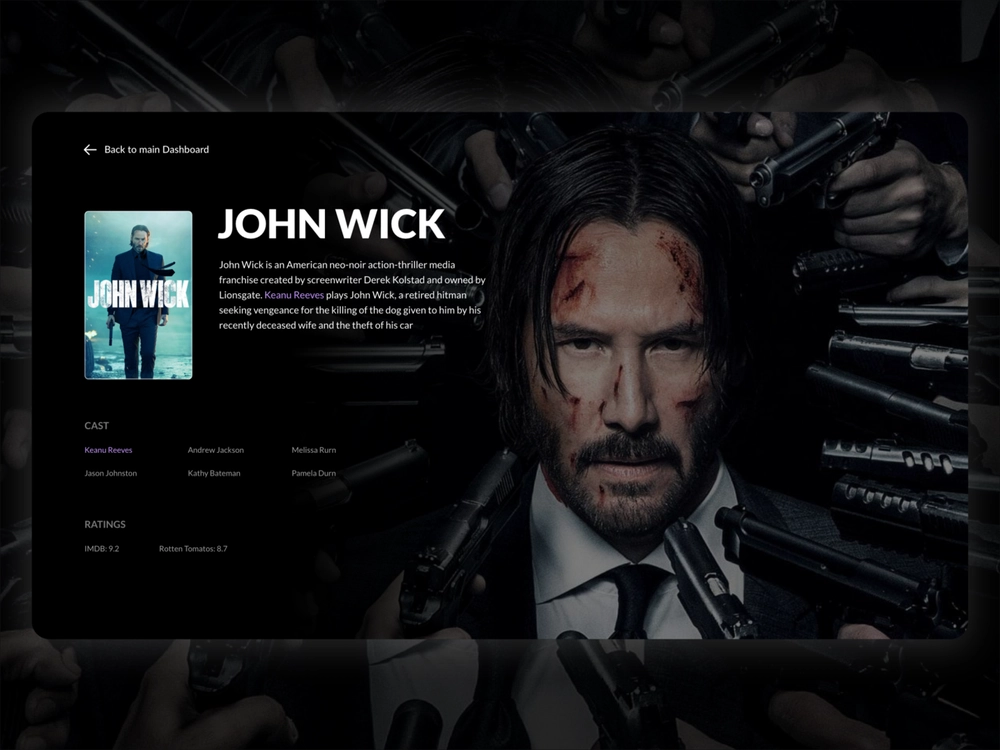 Back to main Dashboard
JOHN WICK
JOHN WICK
John Wick is an American neo-noir action-thriller media
franchise created by screenwriter Derek Kolstad and owned by
Lionsgate. Keanu Reeves plays John Wick, a retired hitman
seeking vengeance for the killing of the dog given to him by his
recently deceased wife and the theft of his car
CAST
Keanu Reeves Andrew Jackson Melissa Rurn
Jason Johnston Kathy Bateman Pamela Durn
RATINGS
IMDB: 9.2 Rotten Tomatos: 8.7